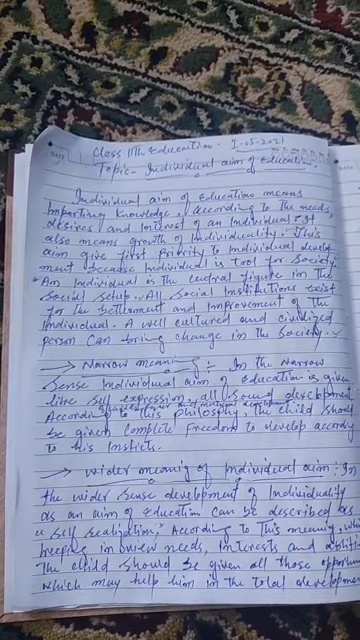 Class 11th Education. 1-05-2021
Topic- Individual aim of Education.
DATE
Individual aim of Education means
Imparting Knowledge, according to the needs,
desires and interest of an Individual. It
also means growth of Individuality. This
aim give first Priority to Individual develop
ment because Individual is tool for Society.
An Individual is the central figure in the
Social Setup. All Social Institutions exist
for the betterment and Improvement of the
Individual. A well cultured and civilized
person can bring change in the Society.
→ Narrow meaning :- In the Narrow
Sense Individual aim of education is given
like self expression, all sound development
According to This Philosophy, The child should
be given complete freedom to develop accordy
to his Instincts.
→ Wider meaning of Individual aim :- In
the wider sense development of Individuality
as an aim of Education can be described as
"Self Realization," According to This meaning, whi
keeping in view needs, Interests and abiliti
The child should be given all those opportun
which may help him in the total developmen